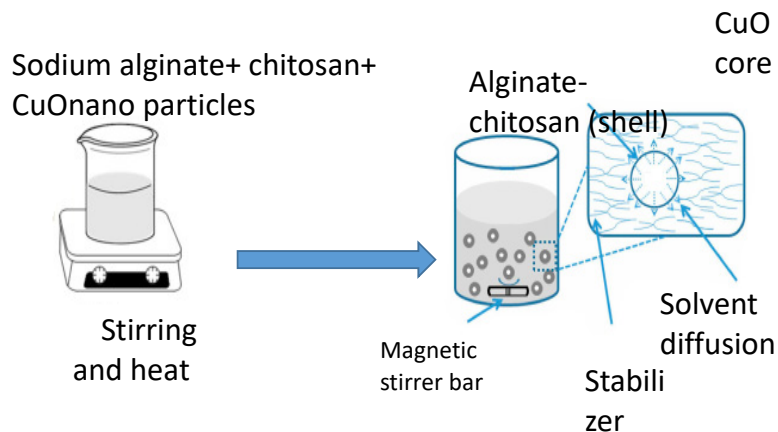 Sodium alginate+ chitosan+
CuOnano particles
Stirring
and heat
CuO
core
Alginate-
chitosan (shell)
Magnetic
stirrer bar
Solvent
diffusion
Stabili
zer